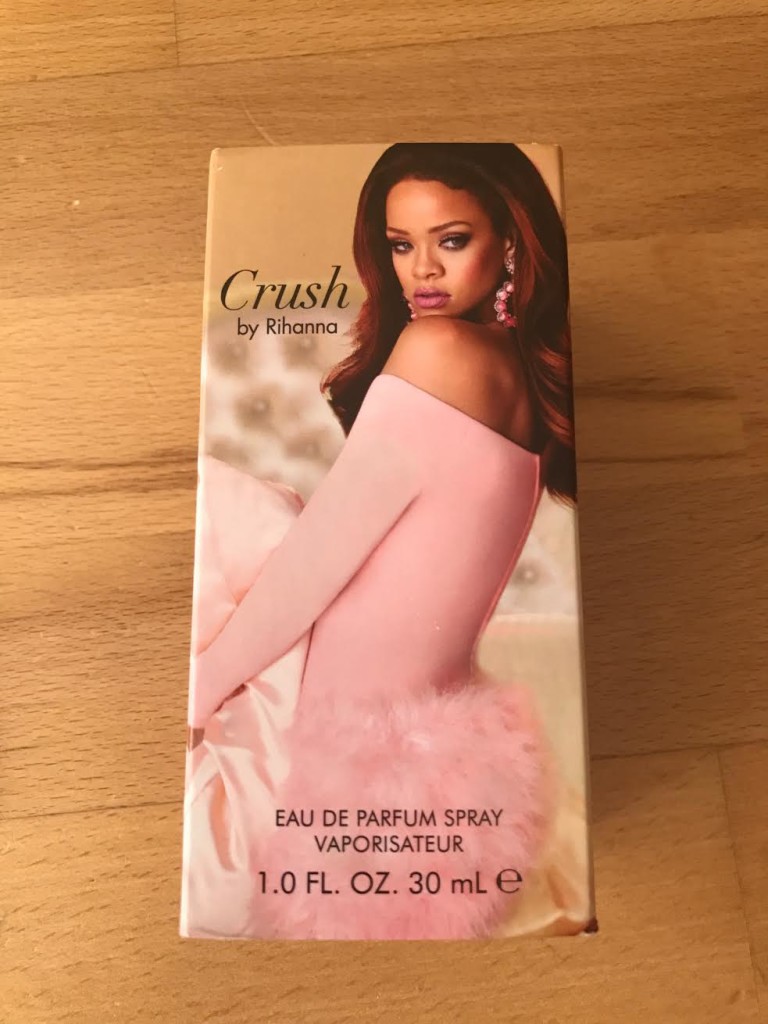 Crush
by Rihanna
EAU DE PARFUM SPRAY
VAPORISATEUR
1.0 FL. OZ. 30 mL ℮